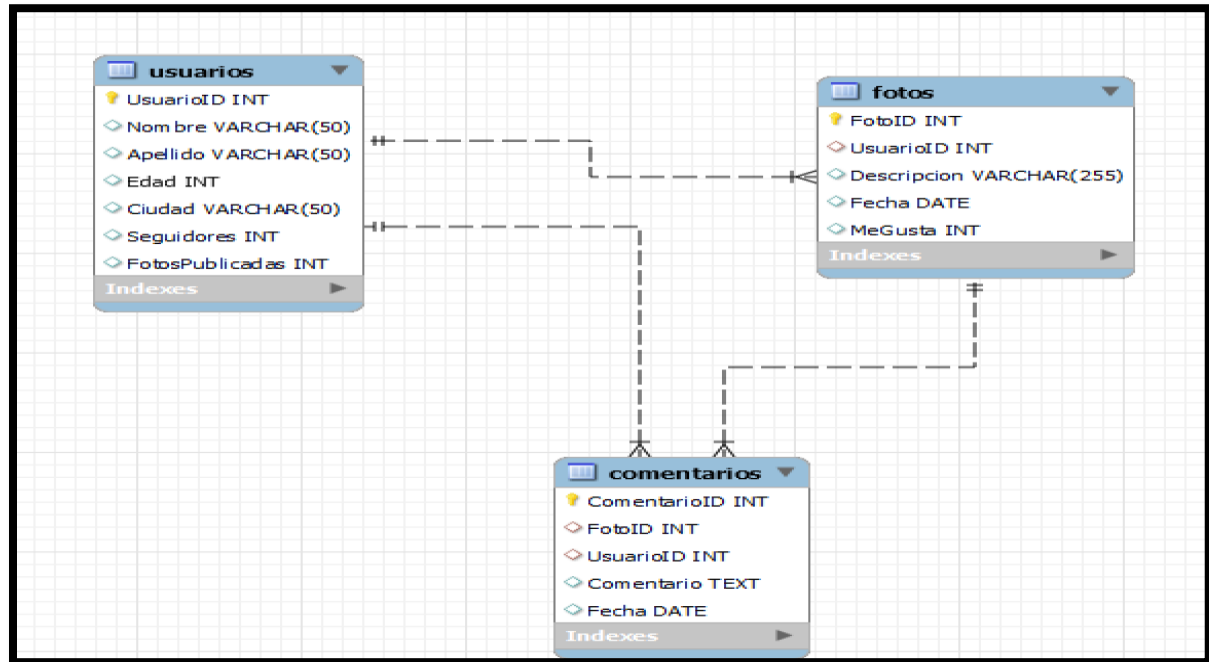 usuarios
UsuarioID INT
Nombre VARCHAR(50)
Apellido VARCHAR(50)
Edad INT
Ciudad VARCHAR(50)
Seguidores INT
FotosPublicadas INT
Indexes
fotos
FotoID INT
UsuarioID INT
Descripcion VARCHAR(255)
Fecha DATE
MeGusta INT
Indexes
comentarios
ComentarioID INT
FotoID INT
UsuarioID INT
Comentario TEXT
Fecha DATE
Indexes